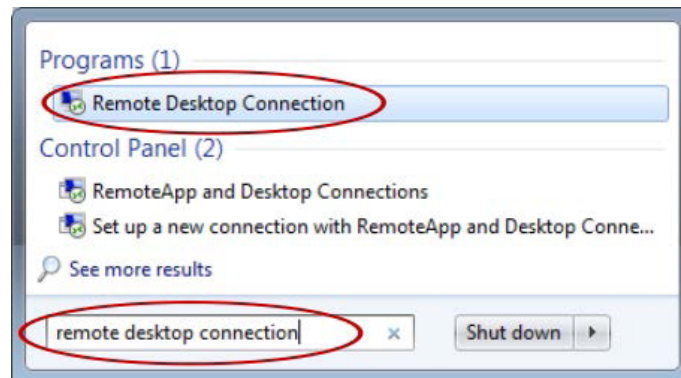 Programs (1)
Remote Desktop Connection
Control Panel (2)
RemoteApp and Desktop Connections
Set up a new connection with RemoteApp and Desktop Conne...
See more results
remote desktop connection
Shut down